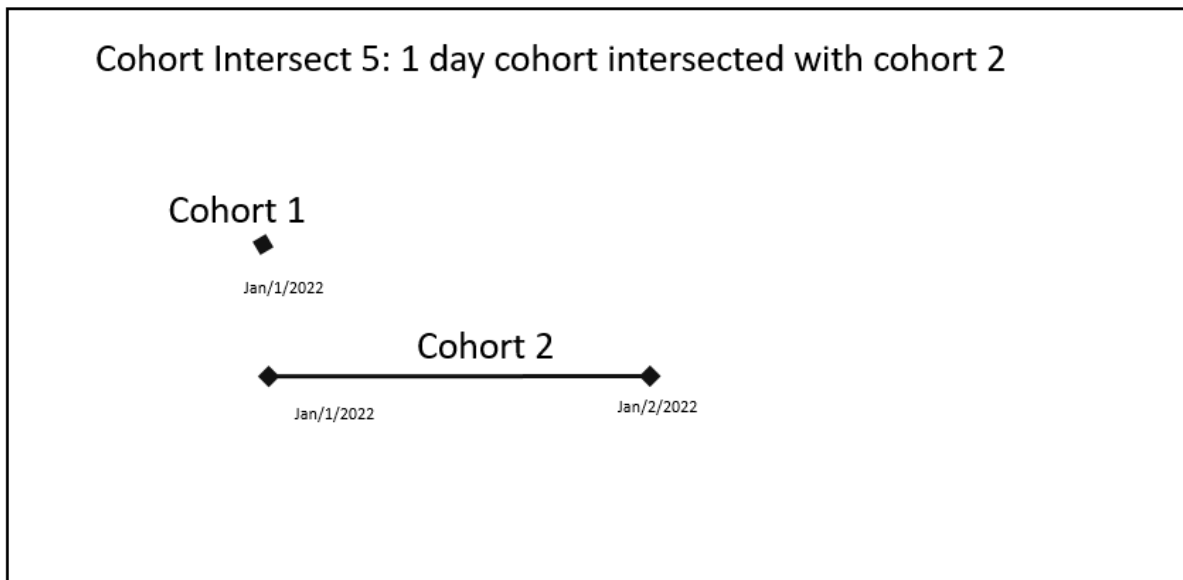 Cohort Intersect 5: 1 day cohort intersected with cohort 2
Cohort 1
Jan/1/2022
Cohort 2
Jan/1/2022
Jan/2/2022